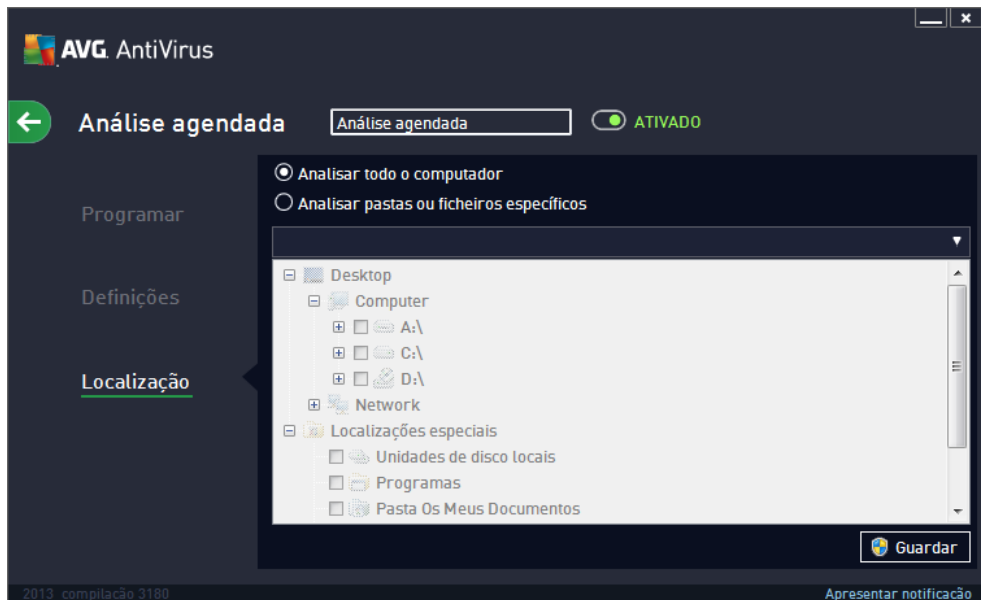 AVG. AntiVirus
Análise agendada
Análise agendada
ATIVADO
Programar
Definições
Localização
Analisar todo o computador
Analisar pastas ou ficheiros específicos
Desktop
Computer
A:\
C:\
D:\
Network
Localizações especiais
Unidades de disco locais
Programas
Pasta Os Meus Documentos
Guardar
2013 compilação 3180
Apresentar notificação